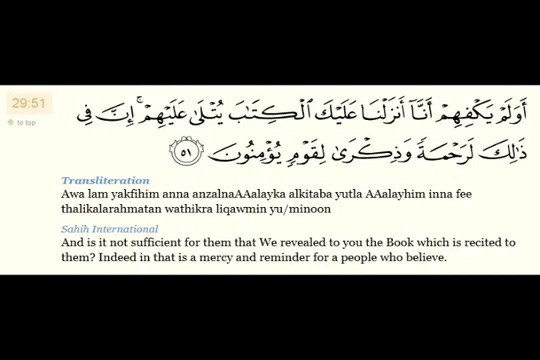 29:51
to top
أَوَلَمْ يَكْفِهِمْ أَنَّآ أَنزَلْنَا عَلَيْكَ ٱلْكِتَـٰبَ يُتْلَىٰ عَلَيْهِمْ ۚ إِنَّ فِى
ذَٰلِكَ لَرَحْمَةً وَذِكْرَىٰ لِقَوْمٍ يُؤْمِنُونَ ٥١
Transliteration
Awa lam yakfihim anna anzalnaAAalayka alkitaba yutla AAalayhim inna fee
thalikalarahmatan wathikra liqawmin yu/minoon
Sahih International
And is it not sufficient for them that We revealed to you the Book which is recited to
them? Indeed in that is a mercy and reminder for a people who believe.